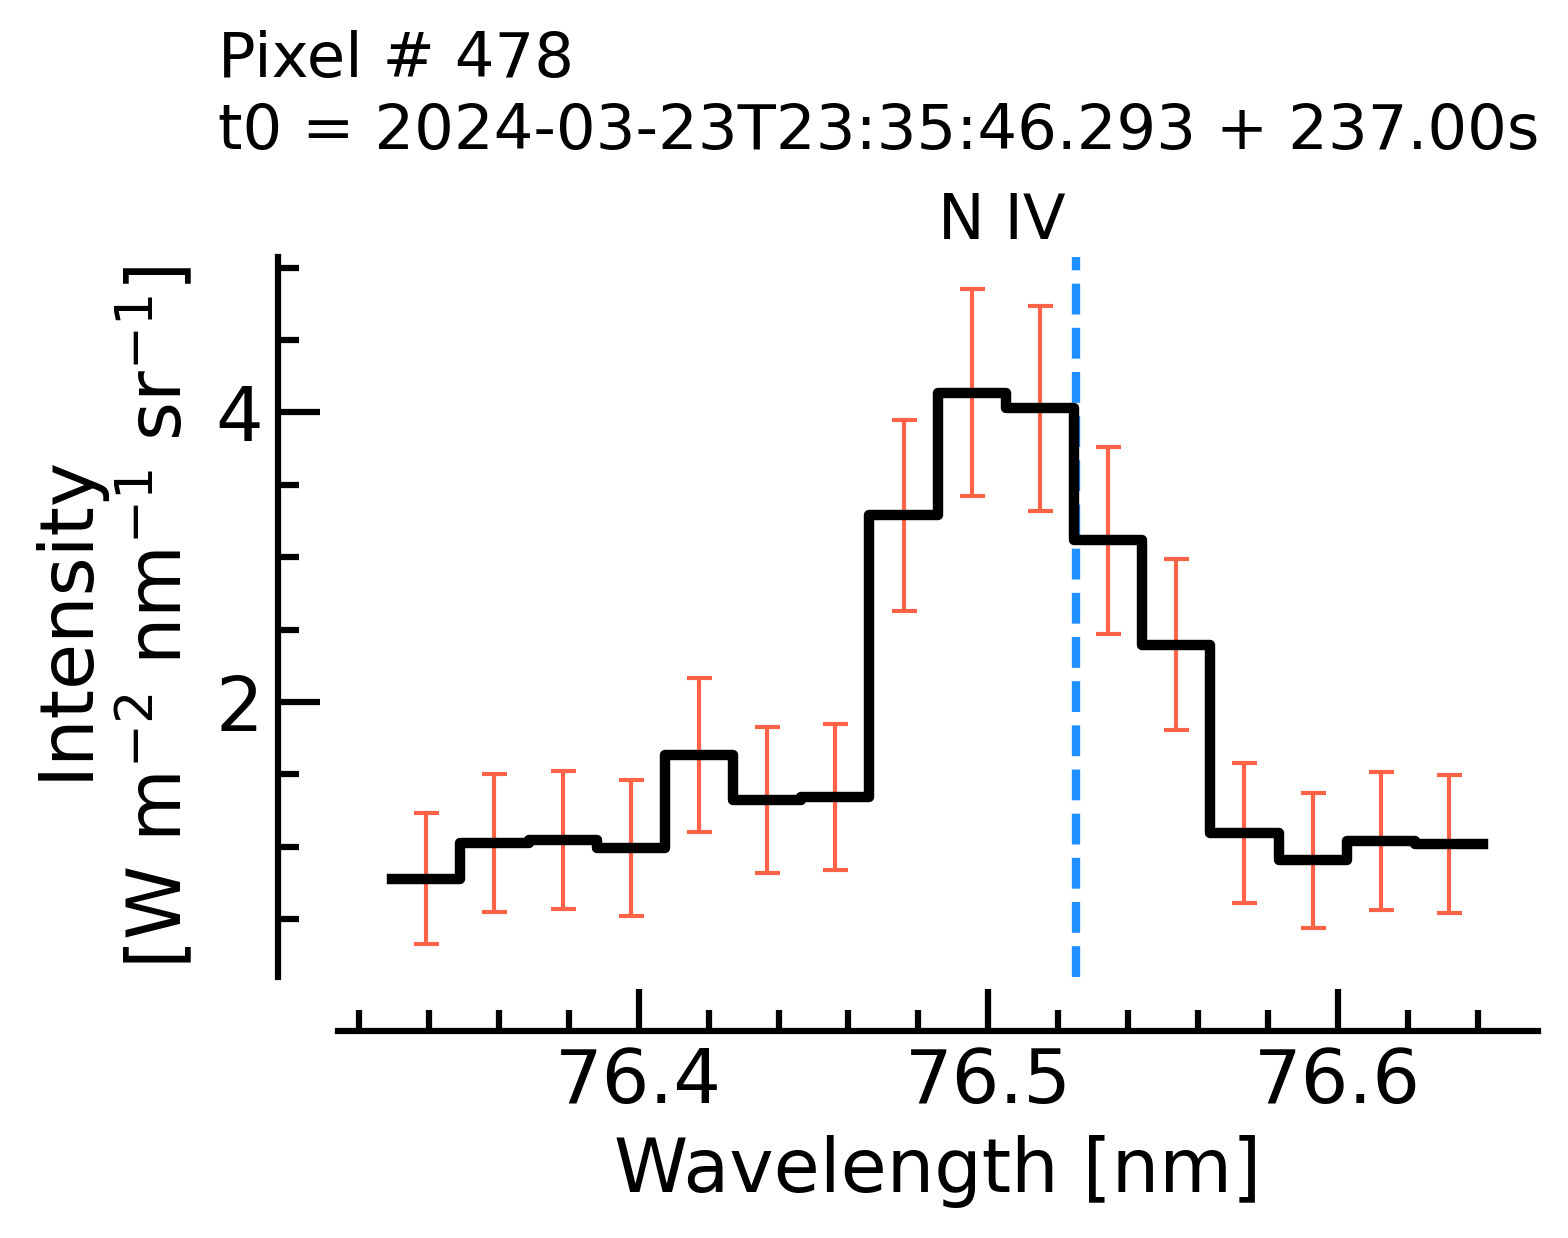 Pixel # 478
t0 = 2024-03-23T23:35:46.293 + 237.00s
N IV
Intensity
[W m⁻² nm⁻¹ sr⁻¹]
4
2
76.4 76.5 76.6
Wavelength [nm]